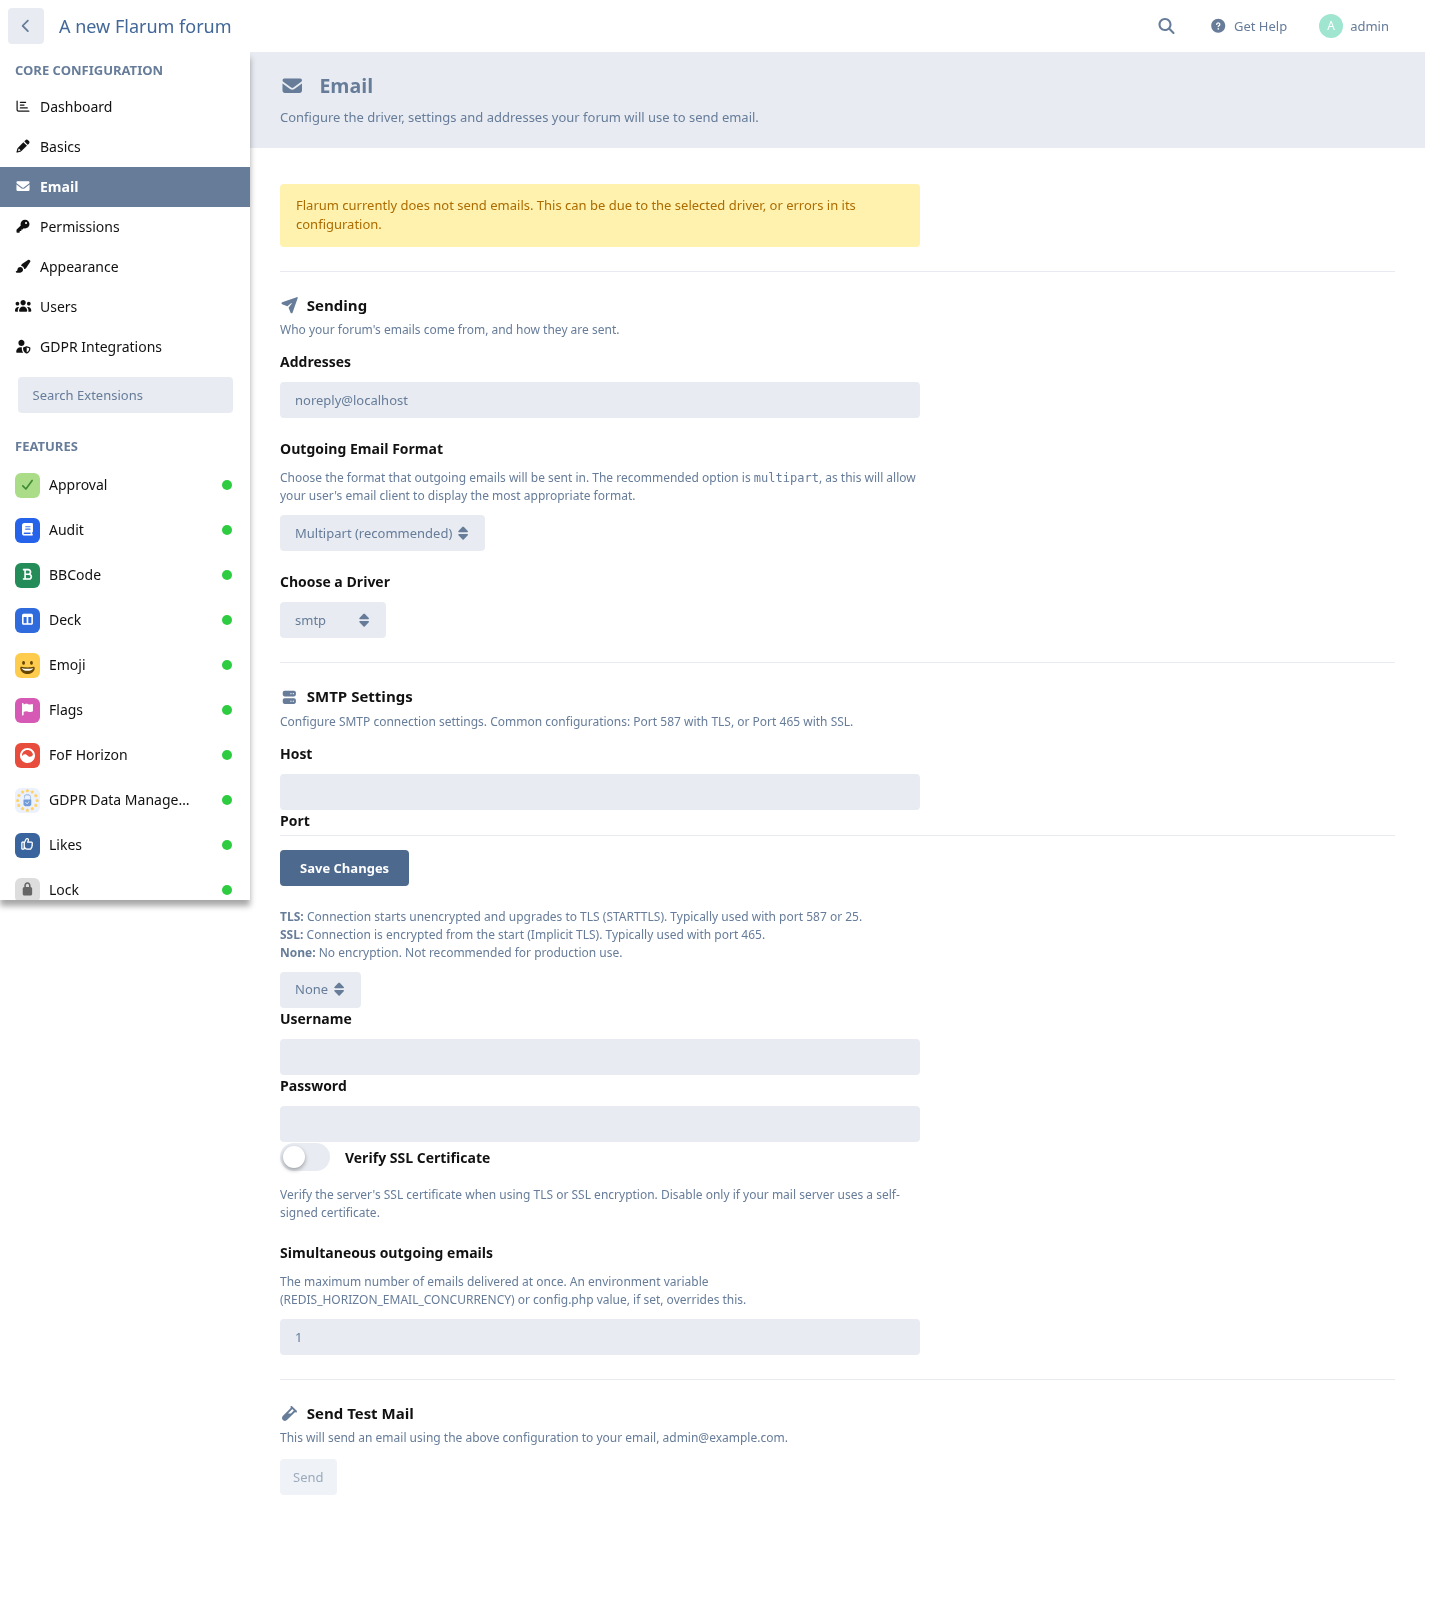 A new Flarum forum
Get Help
A
admin
CORE CONFIGURATION
Dashboard
Basics
Email
Permissions
Appearance
Users
GDPR Integrations
Search Extensions
FEATURES
Approval
Audit
BBCode
Deck
Emoji
Flags
FoF Horizon
GDPR Data Manage...
Likes
Lock
Email
Configure the driver, settings and addresses your forum will use to send email.
Flarum currently does not send emails. This can be due to the selected driver, or errors in its
configuration.
Sending
Who your forum's emails come from, and how they are sent.
Addresses
noreply@localhost
Outgoing Email Format
Choose the format that outgoing emails will be sent in. The recommended option is multipart, as this will allow
your user's email client to display the most appropriate format.
Multipart (recommended)
Choose a Driver
smtp
SMTP Settings
Configure SMTP connection settings. Common configurations: Port 587 with TLS, or Port 465 with SSL.
Host
Port
Save Changes
TLS: Connection starts unencrypted and upgrades to TLS (STARTTLS). Typically used with port 587 or 25.
SSL: Connection is encrypted from the start (Implicit TLS). Typically used with port 465.
None: No encryption. Not recommended for production use.
None
Username
Password
Verify SSL Certificate
Verify the server's SSL certificate when using TLS or SSL encryption. Disable only if your mail server uses a self-
signed certificate.
Simultaneous outgoing emails
The maximum number of emails delivered at once. An environment variable
(REDIS_HORIZON_EMAIL_CONCURRENCY) or config.php value, if set, overrides this.
1
Send Test Mail
This will send an email using the above configuration to your email, admin@example.com.
Send